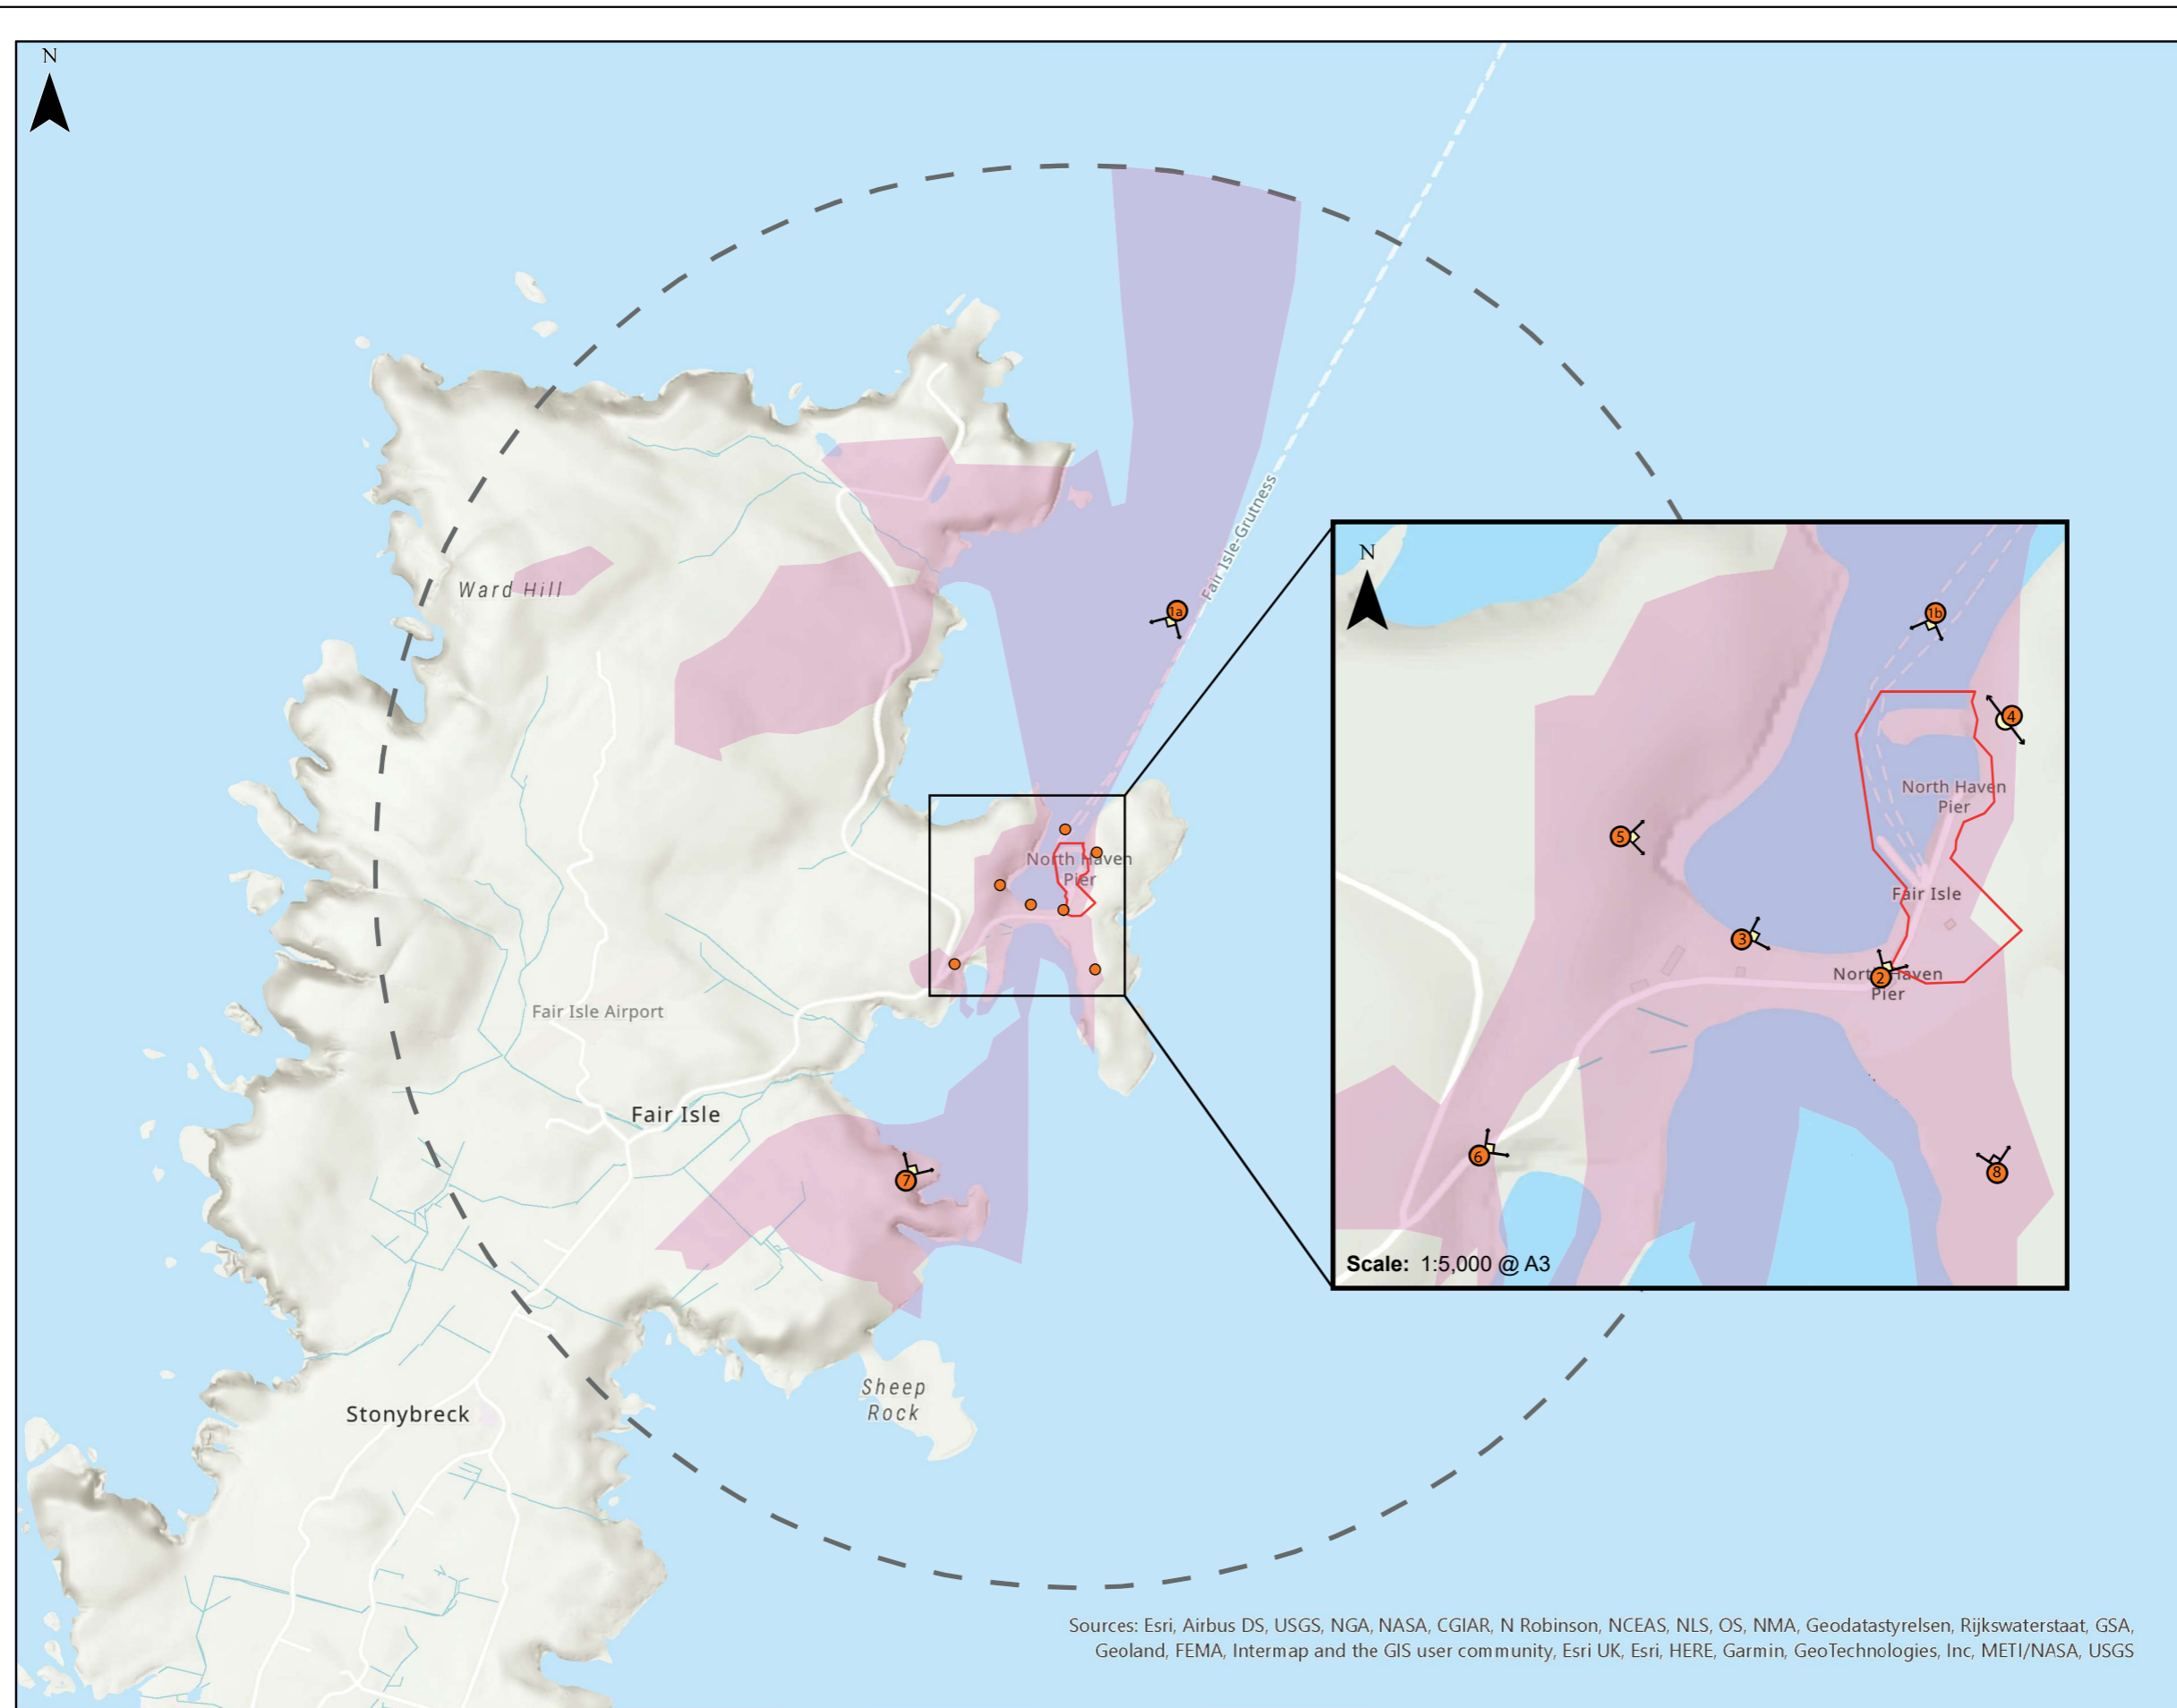 N
Fair Isle-Grutness
Ward Hill
1a
North Haven
Pier
Fair Isle Airport
Fair Isle
7
Stonybreck
Sheep
Rock
N
1b
4
North Haven
Pier
5
Fair Isle
3
2
North Haven
Pier
6
8
Scale: 1:5,000 @ A3
Sources: Esri, Airbus DS, USGS, NGA, NASA, CGIAR, N Robinson, NCEAS, NLS, OS, NMA, Geodatastyrelsen, Rijkswaterstaat, GSA,
Geoland, FEMA, Intermap and the GIS user community, Esri UK, Esri, HERE, Garmin, GeoTechnologies, Inc, METI/NASA, USGS